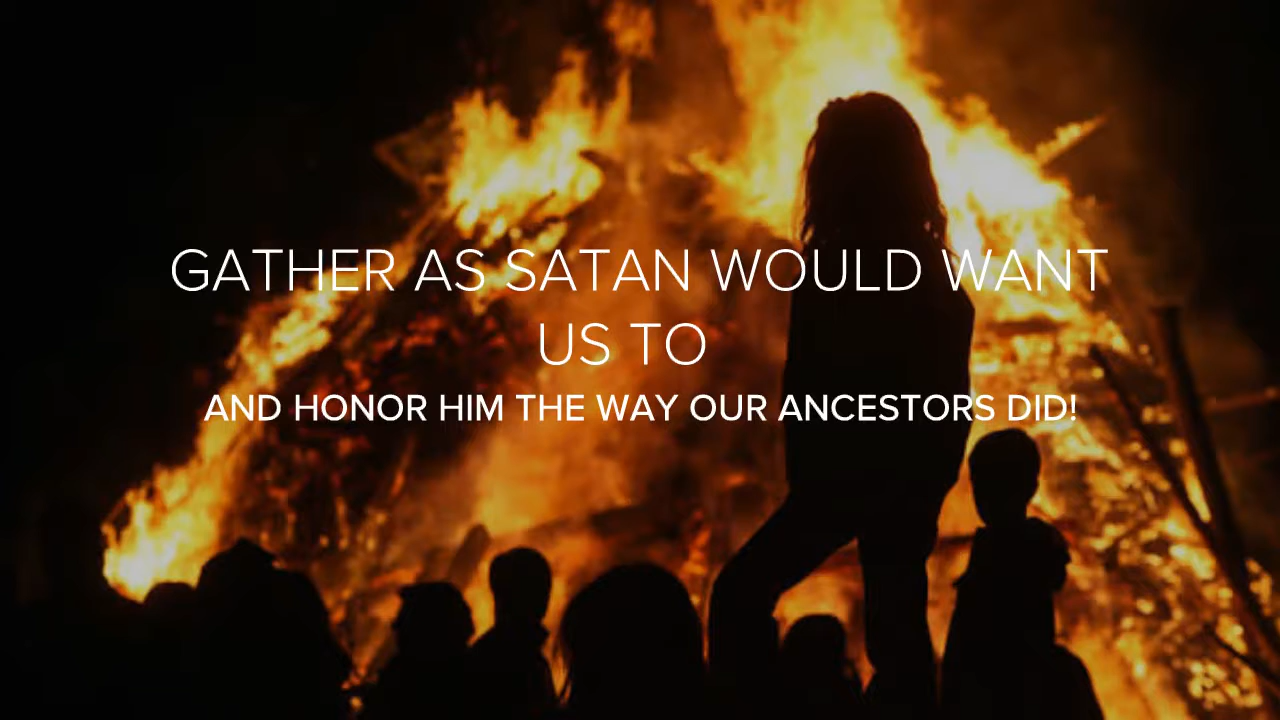 GATHER AS SATAN WOULD WANT
US TO
AND HONOR HIM THE WAY OUR ANCESTORS DID!